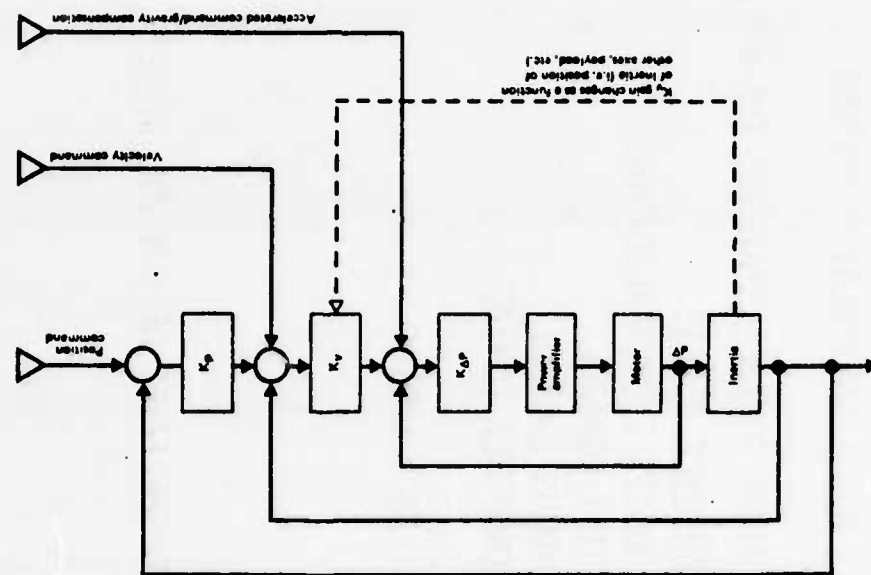 Accelerated command/gravity compensation
K_v gain changes as a function
of inertia (i.e. position of
other axes, payload, etc.)
Velocity command
Position
command
K_p
K_v
K_ΔP
Power
amplifier
Motor
ΔP
Inertia